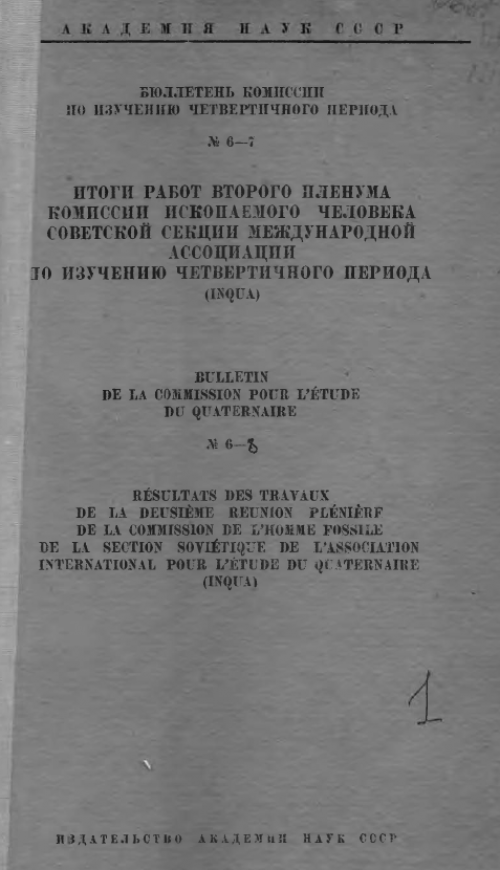 АКАДЕМИЯ НАУК СССР
БЮЛЛЕТЕНЬ КОМИССИИ
ПО ИЗУЧЕНИЮ ЧЕТВЕРТИЧНОГО ПЕРИОДА
№ 6—7
ИТОГИ РАБОТ ВТОРОГО ПЛЕНУМА
КОМИССИИ ИСКОПАЕМОГО ЧЕЛОВЕКА
СОВЕТСКОЙ СЕКЦИИ МЕЖДУНАРОДНОЙ
АССОЦИАЦИИ
ПО ИЗУЧЕНИЮ ЧЕТВЕРТИЧНОГО ПЕРИОДА
(INQUA)
BULLETIN
DE LA COMMISSION POUR L'ÉTUDE
DU QUATERNAIRE
№ 6—8
RÉSULTATS DES TRAVAUX
DE LA DEUSIÈME REUNION PLÉNIÈRE
DE LA COMMISSION DE L'HOMME FOSSILE
DE LA SECTION SOVIÉTIQUE DE L'ASSOCIATION
INTERNATIONAL POUR L'ÉTUDE DU QUATERNAIRE
(INQUA)
1
ИЗДАТЕЛЬСТВО АКАДЕМИИ НАУК СССР